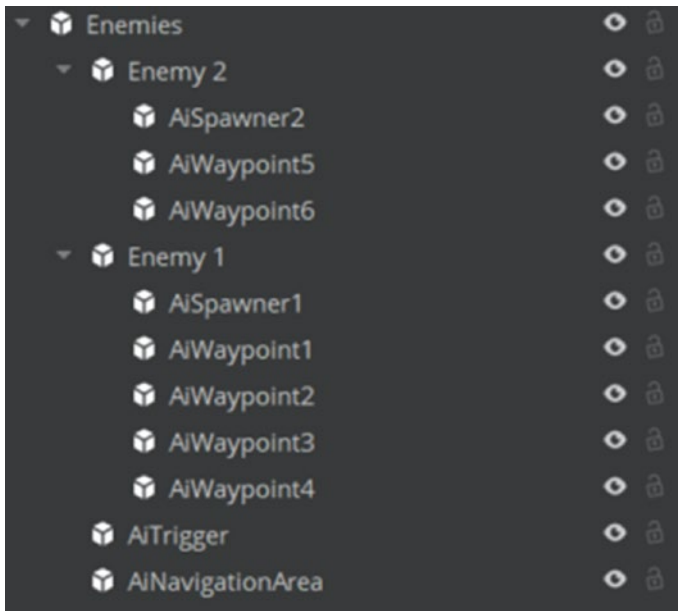 Enemies
Enemy 2
AiSpawner2
AiWaypoint5
AiWaypoint6
Enemy 1
AiSpawner1
AiWaypoint1
AiWaypoint2
AiWaypoint3
AiWaypoint4
AiTrigger
AiNavigationArea